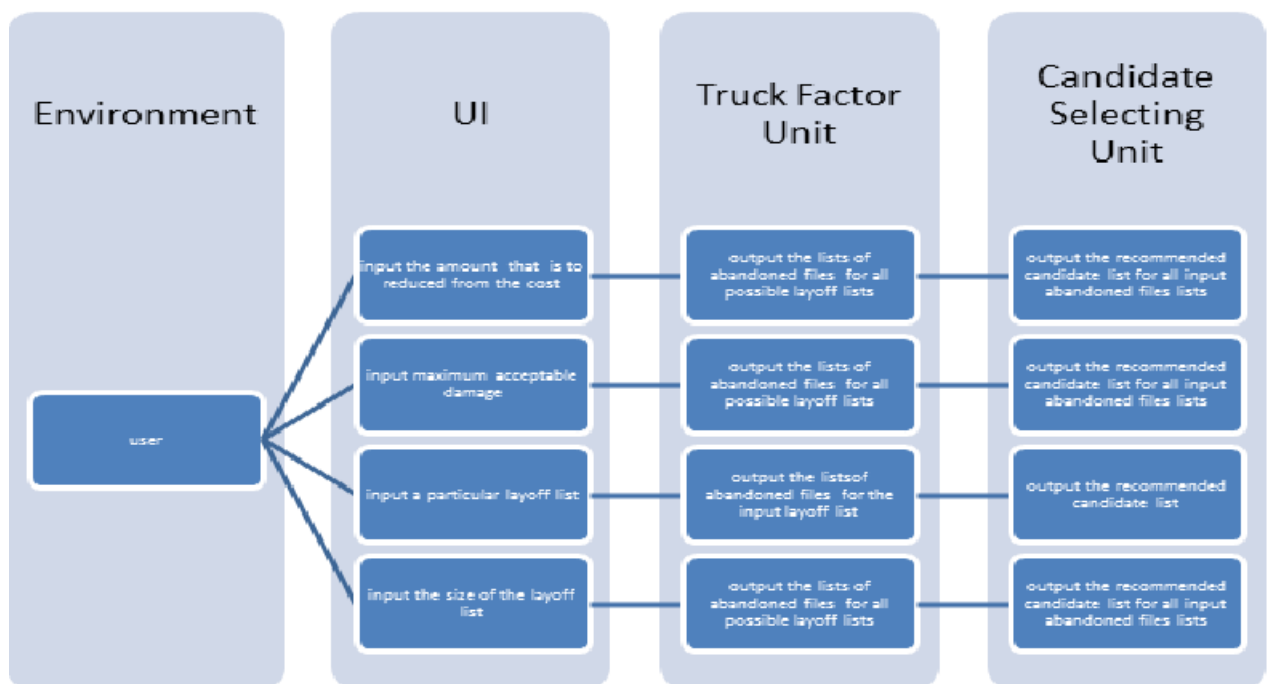 Environment
UI
Truck Factor
Unit
Candidate
Selecting
Unit
user
input the amount that is to
reduced from the cost
output the lists of
abandoned files for all
possible layoff lists
output the recommended
candidate list for all input
abandoned files lists
input maximum acceptable
damage
output the lists of
abandoned files for all
possible layoff lists
output the recommended
candidate list for all input
abandoned files lists
input a particular layoff list
output the listsof
abandoned files for the
input layoff list
output the recommended
candidate list
input the size of the layoff
list
output the lists of
abandoned files for all
possible layoff lists
output the recommended
candidate list for all input
abandoned files lists